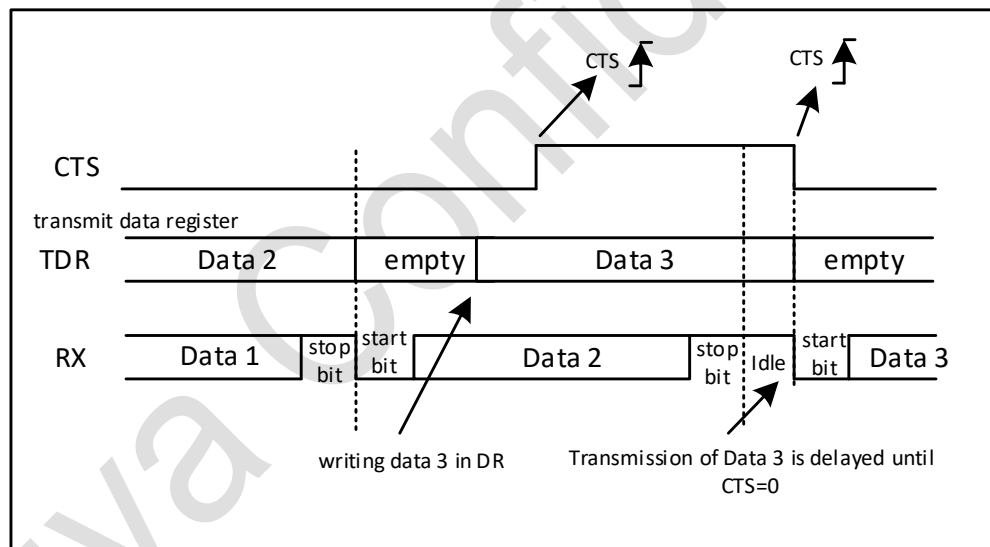 CTS
CTS
CTS
transmit data register
TDR
Data 2
empty
Data 3
empty
RX
Data 1
stop
bit
start
bit
Data 2
stop
bit
Idle
start
bit
Data 3
writing data 3 in DR
Transmission of Data 3 is delayed until
CTS=0